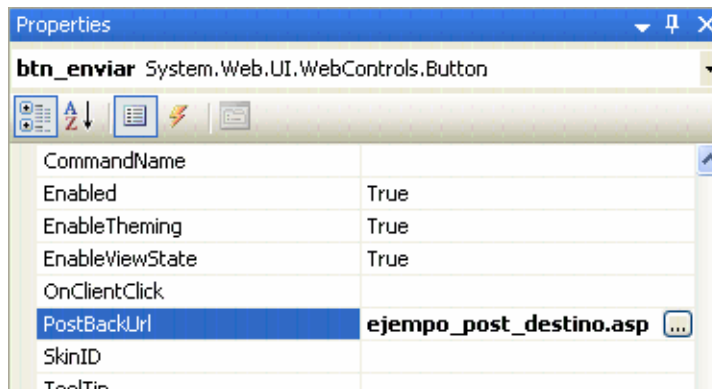 Properties
btn_enviar System.Web.UI.WebControls.Button
CommandName
Enabled True
EnableTheming True
EnableViewState True
OnClientClick
PostBackUrl ejempo_post_destino.asp ...
SkinID
ToolTip